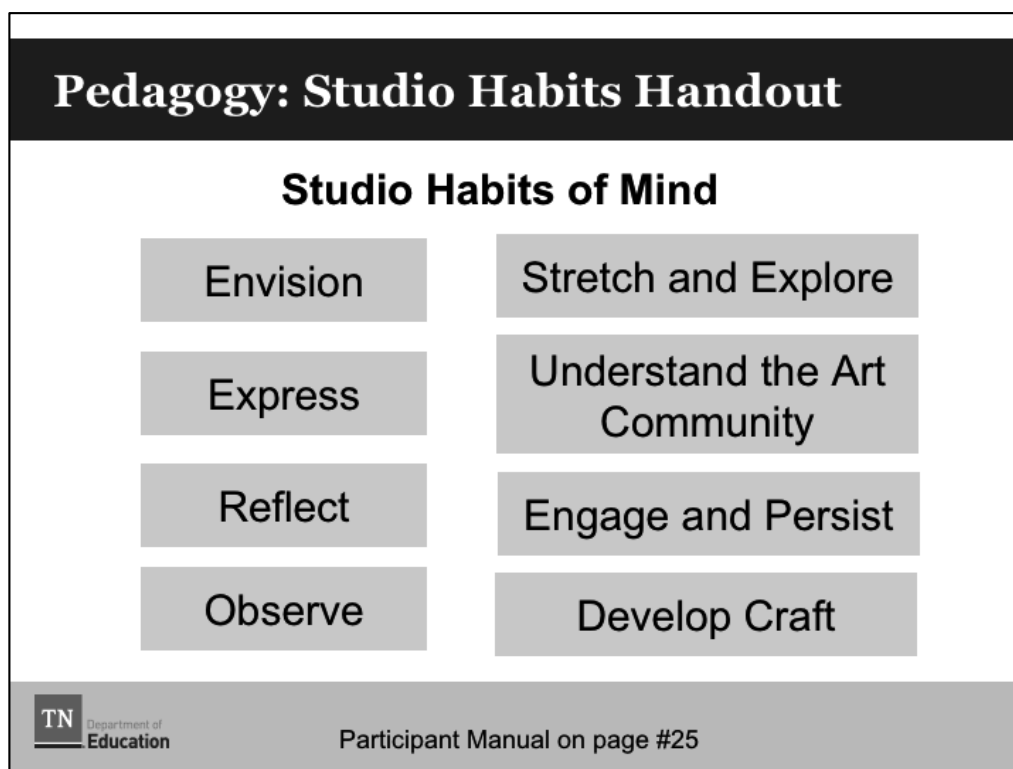 Pedagogy: Studio Habits Handout
Studio Habits of Mind
Envision
Express
Reflect
Observe
Stretch and Explore
Understand the Art
Community
Engage and Persist
Develop Craft
TN
Department of
Education
Participant Manual on page #25